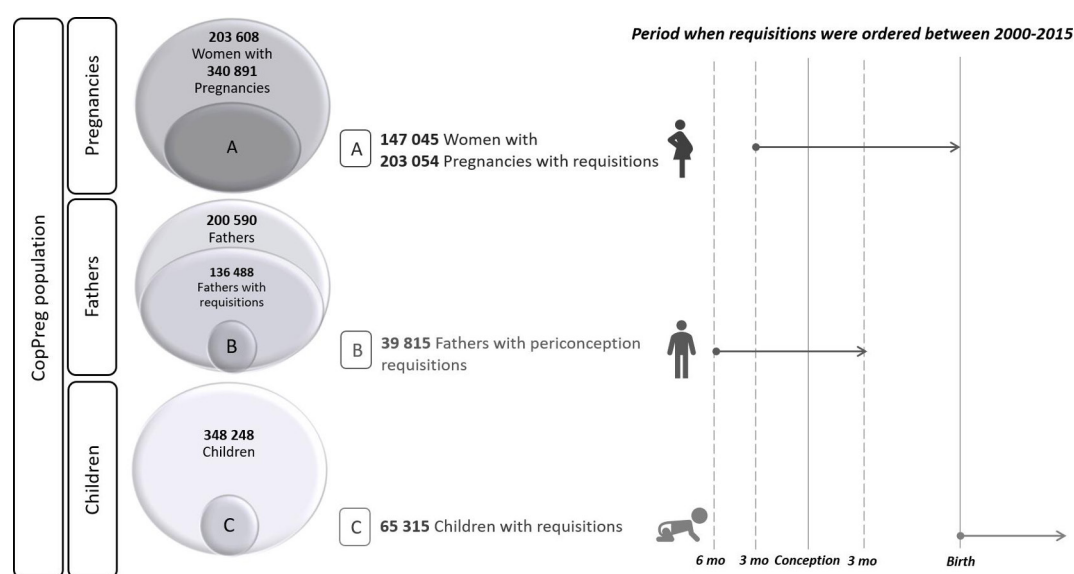 CopPreg population
Pregnancies
203 608
Women with
340 891
Pregnancies
A
A
147 045 Women with
203 054 Pregnancies with requisitions
Fathers
200 590
Fathers
136 488
Fathers with
requisitions
B
B
39 815 Fathers with periconception
requisitions
Children
348 248
Children
C
C
65 315 Children with requisitions
Period when requisitions were ordered between 2000-2015
6 mo 3 mo Conception 3 mo Birth